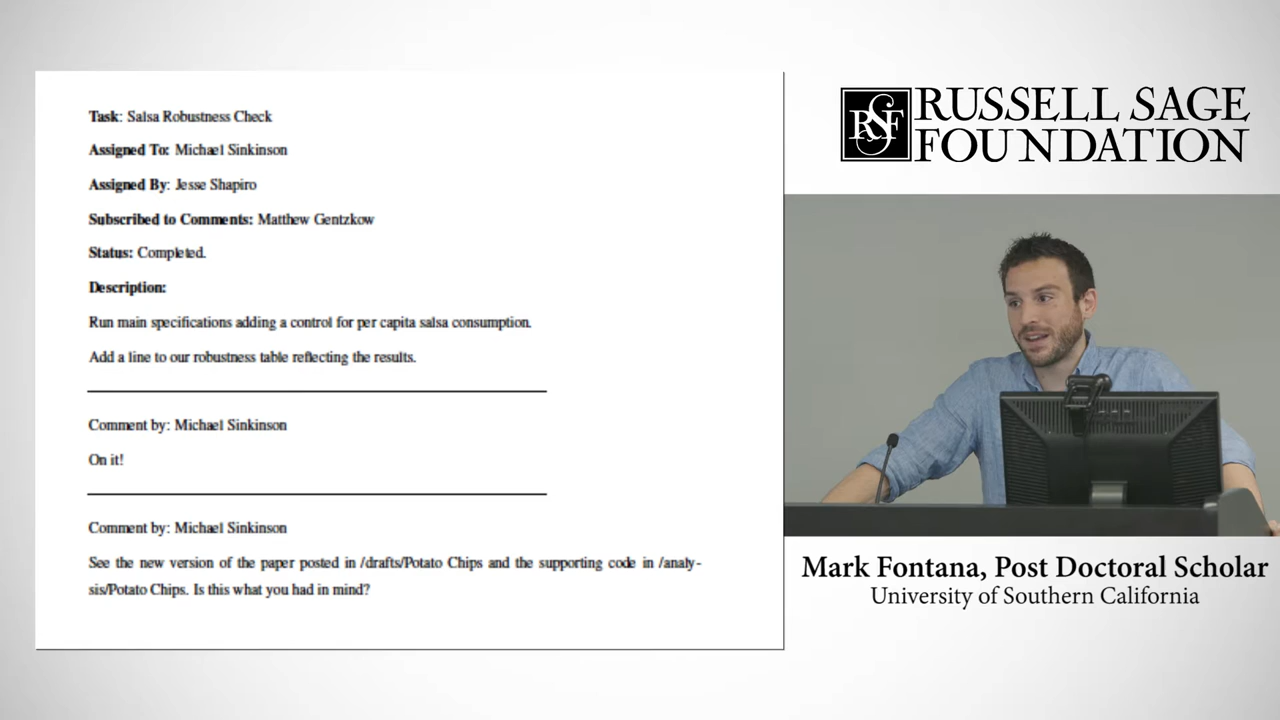 Task: Salsa Robustness Check
Assigned To: Michael Sinkinson
Assigned By: Jesse Shapiro
Subscribed to Comments: Matthew Gentzkow
Status: Completed.
Description:
Run main specifications adding a control for per capita salsa consumption.
Add a line to our robustness table reflecting the results.
Comment by: Michael Sinkinson
On it!
Comment by: Michael Sinkinson
See the new version of the paper posted in /drafts/Potato Chips and the supporting code in /analy-
sis/Potato Chips. Is this what you had in mind?
RSF
RUSSELL SAGE
FOUNDATION
Mark Fontana, Post Doctoral Scholar
University of Southern California